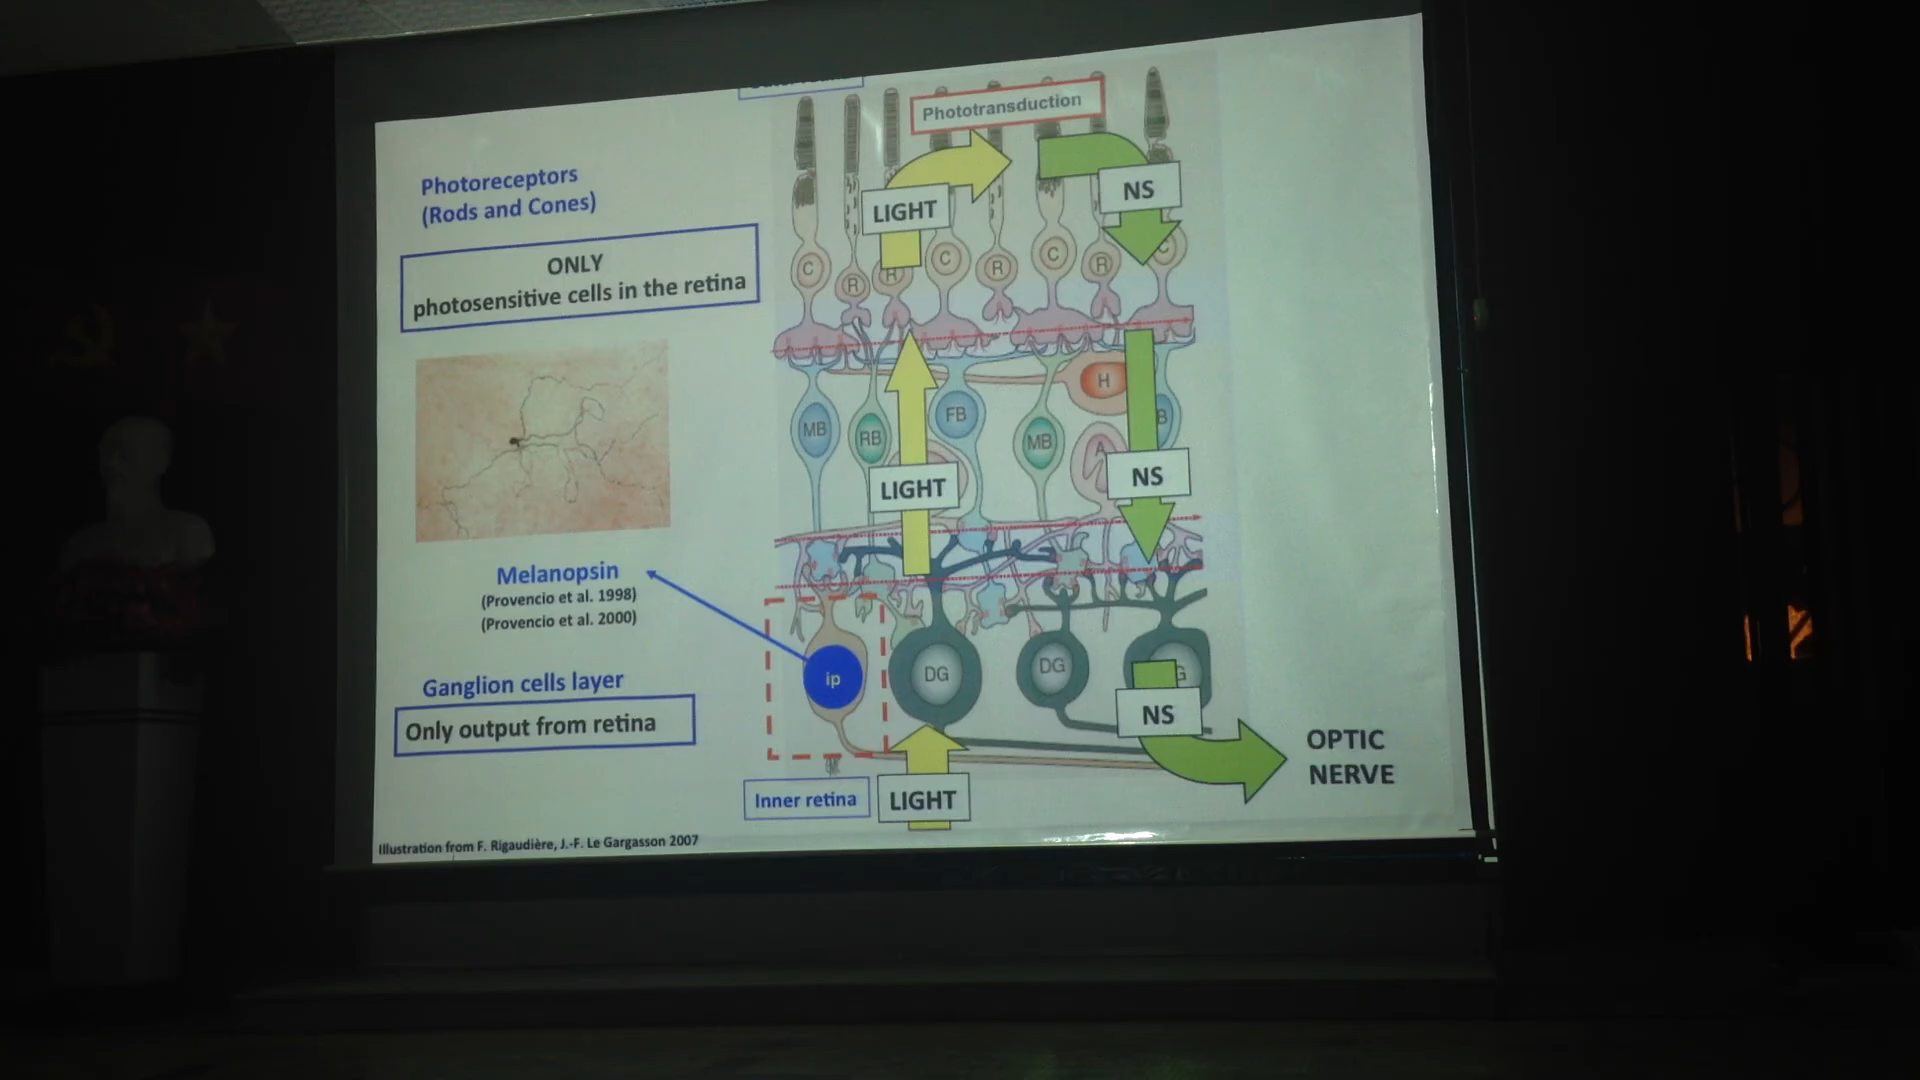 Phototransduction
Photoreceptors
(Rods and Cones)
LIGHT
NS
ONLY
photosensitive cells in the retina
C
R
R
C
R
C
R
C
H
MB
RB
FB
MB
A
B
LIGHT
NS
Melanopsin
(Provencio et al. 1998)
(Provencio et al. 2000)
ip
DG
DG
G
Ganglion cells layer
Only output from retina
NS
OPTIC
NERVE
Inner retina
LIGHT
Illustration from F. Rigaudière, J.-F. Le Gargasson 2007